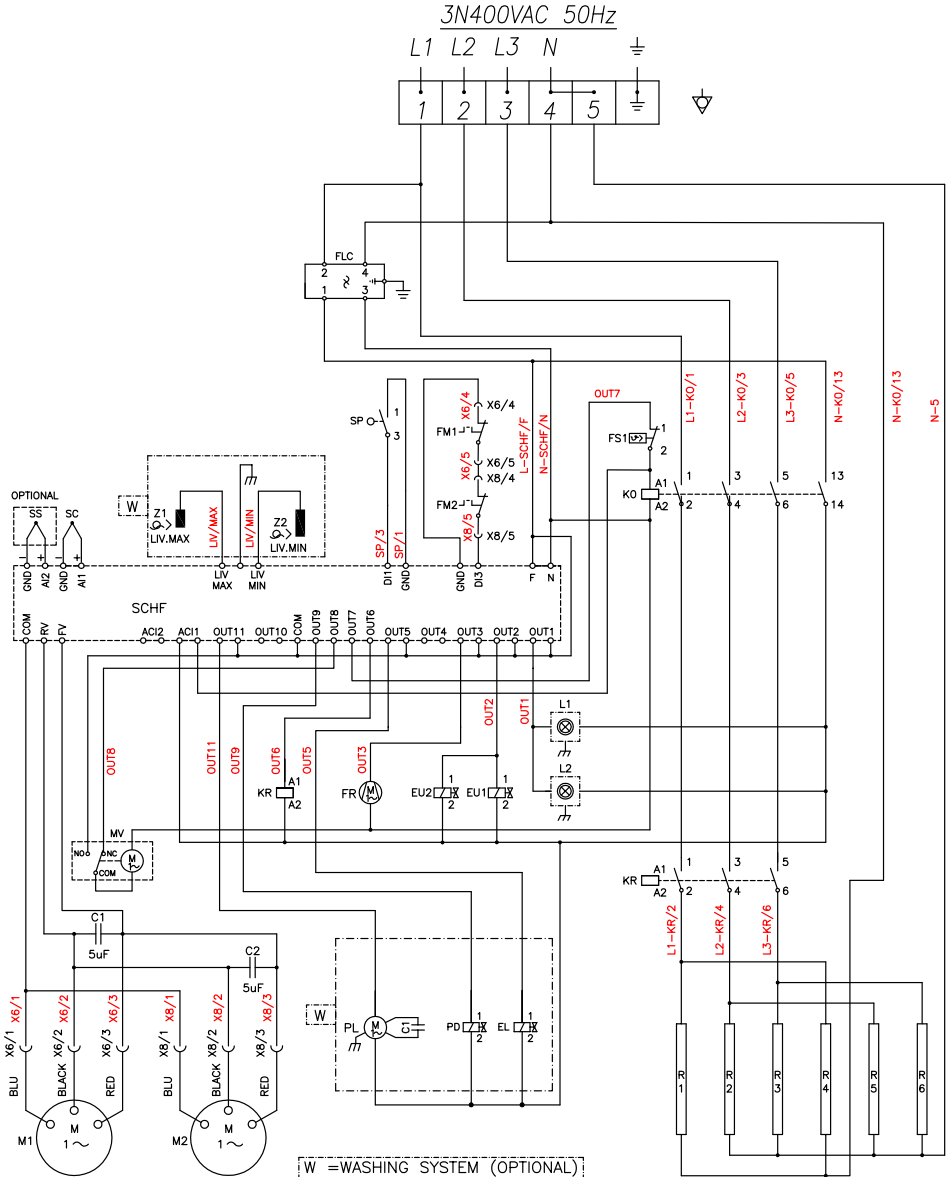 3N400VAC 50Hz
L1 L2 L3 N
1 2 3 4 5
FLC
2 4
1 3
L1-K0/1
L2-K0/3
L3-K0/5
N-K0/13
N-K0/13
N-5
OUT7
SP
1
3
X6/4 X6/4
FM1
X6/5 X6/5
X8/4
FM2
X8/5 X8/5
L-SCHF/F
N-SCHF/N
FS1
1
2
K0
A1
A2
1 3 5 13
2 4 6 14
OPTIONAL
SS SC
W
Z1
LIV.MAX
LIV/MAX
LIV/MIN
Z2
LIV.MIN
SP/3
SP/1
- + - +
GND AI2 GND AI1
LIV MAX
LIV MIN
DI1 GND
GND DI3
F N
SCHF
COM RV FV
ACI2 ACI1 OUT11 OUT10 COM OUT9 OUT8 OUT7 OUT6 OUT5 OUT4 OUT3 OUT2 OUT1
OUT8
OUT11
OUT9
OUT6
OUT5
OUT3
OUT2
OUT1
L1
L2
KR
A1
A2
FR
M
1~
EU2
1
2
EU1
1
2
MV
NO NC
COM
M
1~
KR
A1
A2
1 3 5
2 4 6
L1-KR/2
L2-KR/4
L3-KR/6
C1
5uF
C2
5uF
X6/1 X6/1
X6/2 X6/2
X6/3 X6/3
X8/1 X8/1
X8/2 X8/2
X8/3 X8/3
BLU BLACK RED
BLU BLACK RED
M1
M
1~
M2
M
1~
W
PL
M
1~
C1
PD
1
2
EL
1
2
R1 R2 R3 R4 R5 R6
W =WASHING SYSTEM (OPTIONAL)